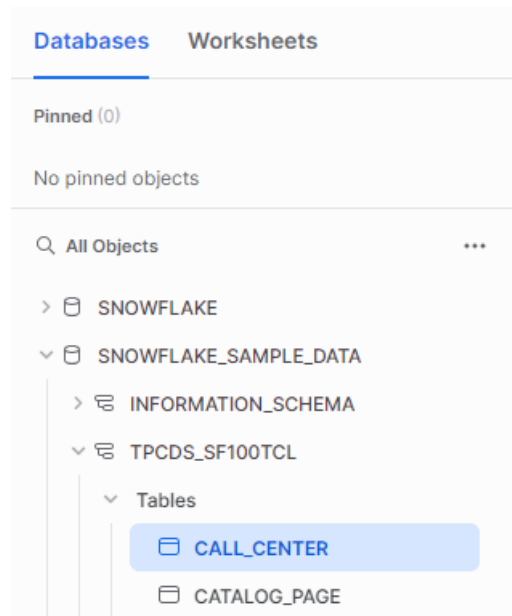 Databases Worksheets
Pinned (0)
No pinned objects
All Objects ...
SNOWFLAKE
SNOWFLAKE_SAMPLE_DATA
INFORMATION_SCHEMA
TPCDS_SF100TCL
Tables
CALL_CENTER
CATALOG_PAGE